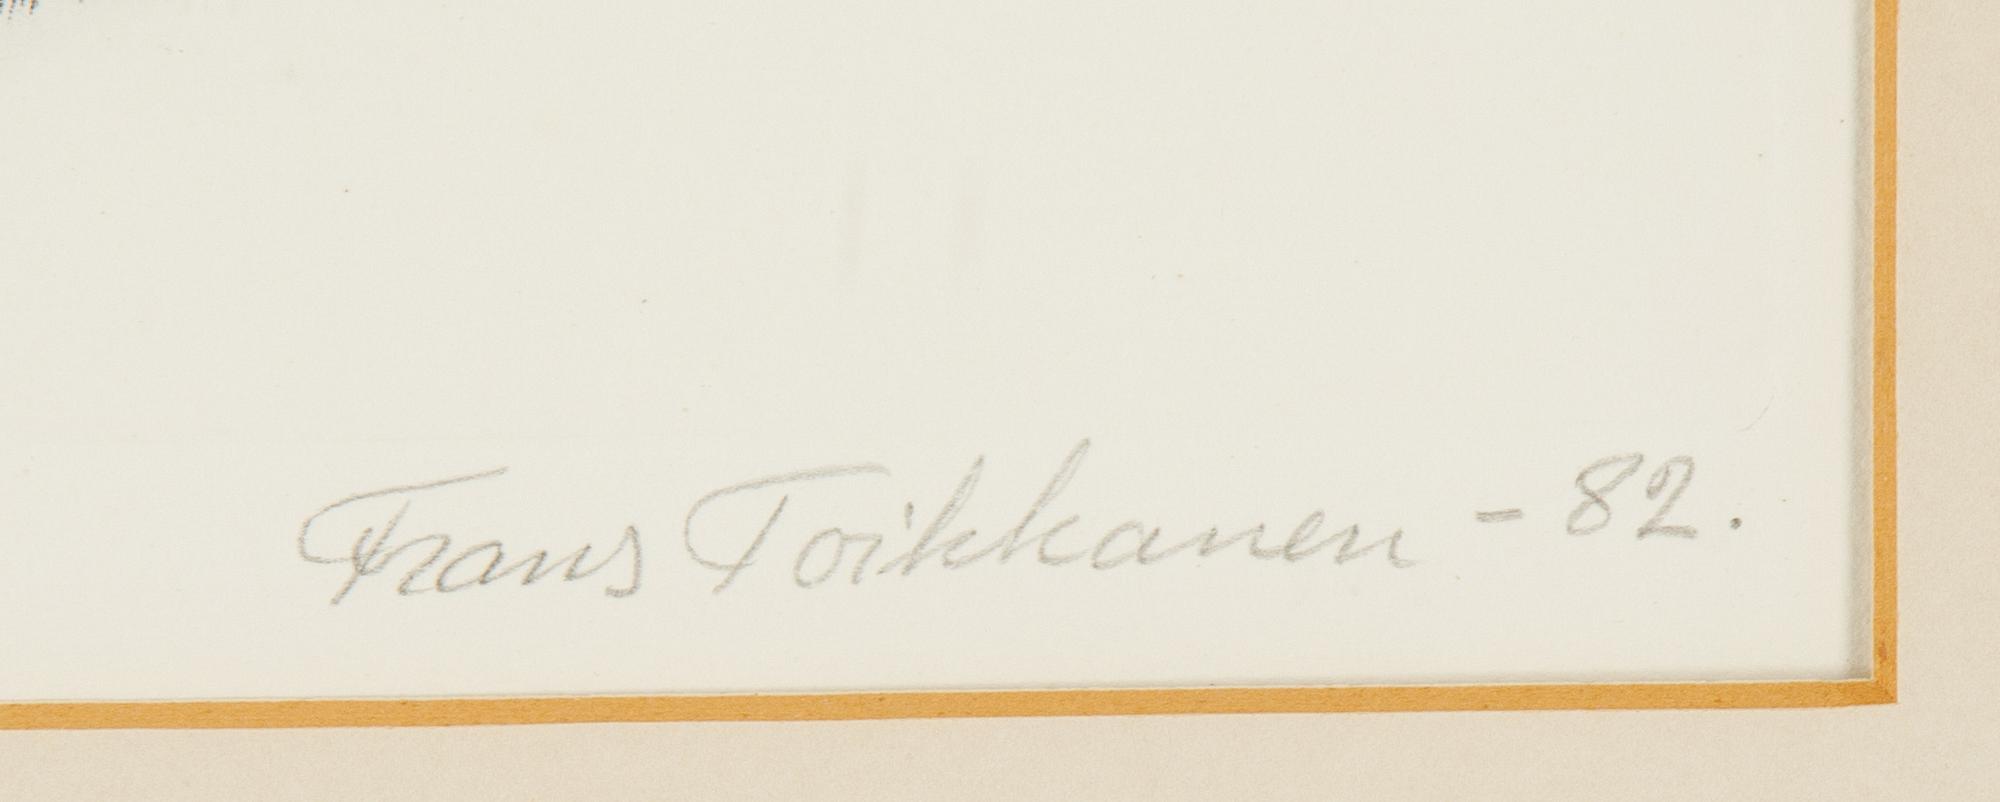 Frans Toikkanen - 82.